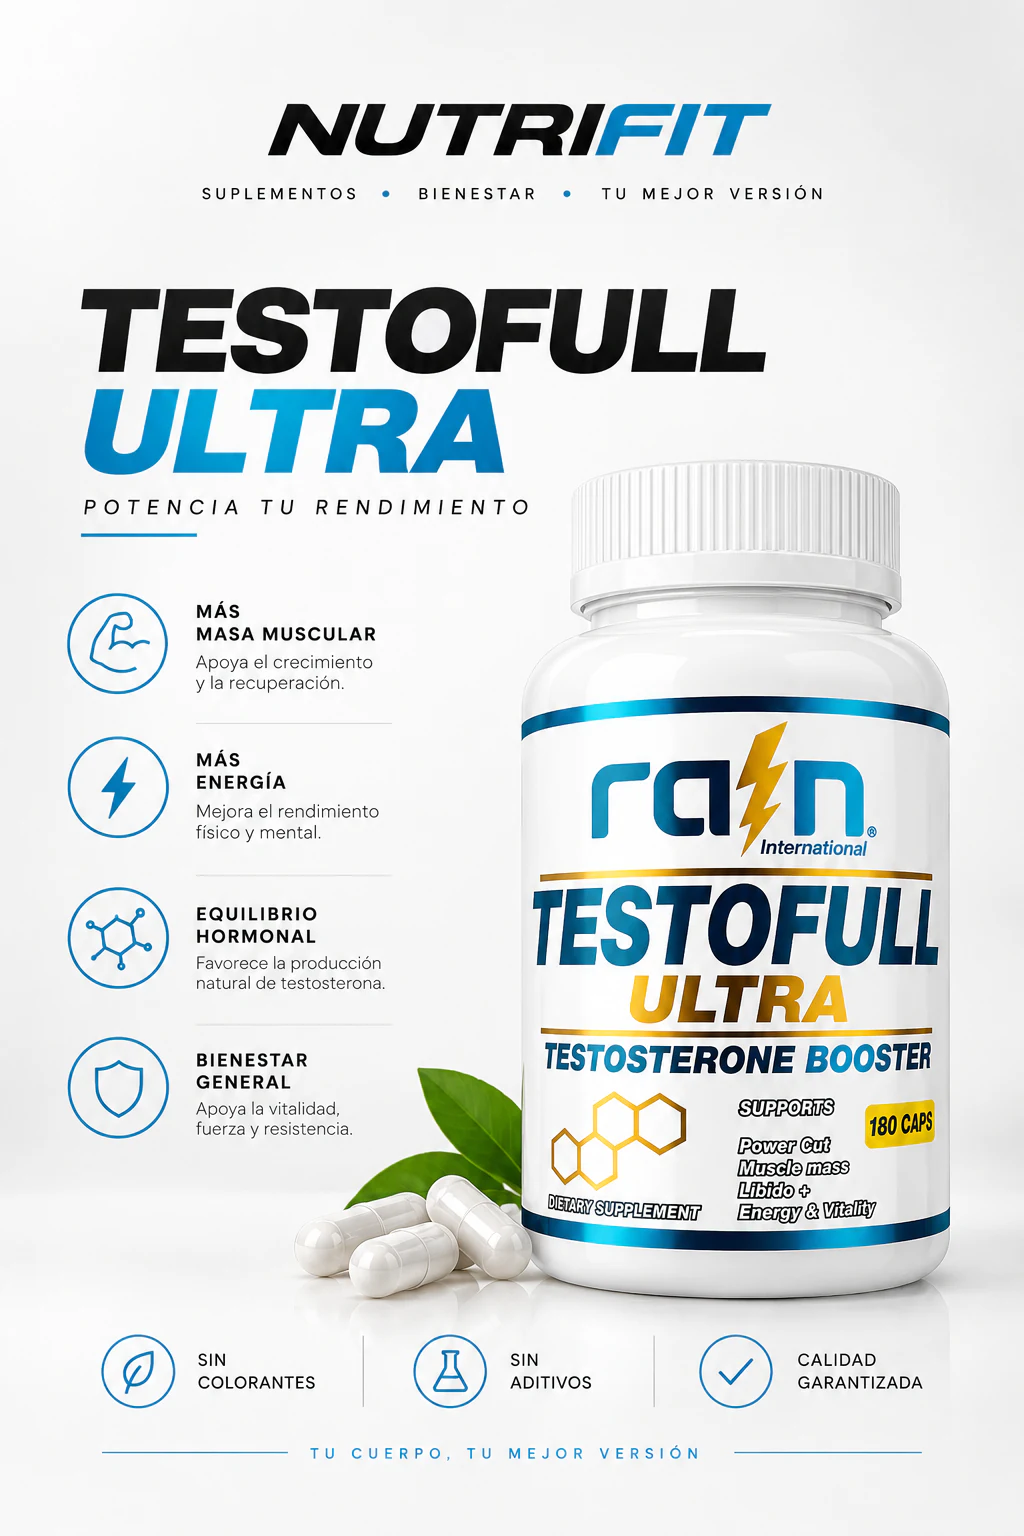 NUTRIFIT
SUPLEMENTOS • BIENESTAR • TU MEJOR VERSIÓN
TESTOFULL
ULTRA
POTENCIA TU RENDIMIENTO
MÁS
MASA MUSCULAR
Apoya el crecimiento
y la recuperación.
MÁS
ENERGÍA
Mejora el rendimiento
físico y mental.
EQUILIBRIO
HORMONAL
Favorece la producción
natural de testosterona.
BIENESTAR
GENERAL
Apoya la vitalidad,
fuerza y resistencia.
rain®
International
TESTOFULL
ULTRA
TESTOSTERONE BOOSTER
SUPPORTS
180 CAPS
Power Cut
Muscle mass
Libido +
Energy & Vitality
DIETARY SUPPLEMENT
SIN
COLORANTES
SIN
ADITIVOS
CALIDAD
GARANTIZADA
TU CUERPO, TU MEJOR VERSIÓN